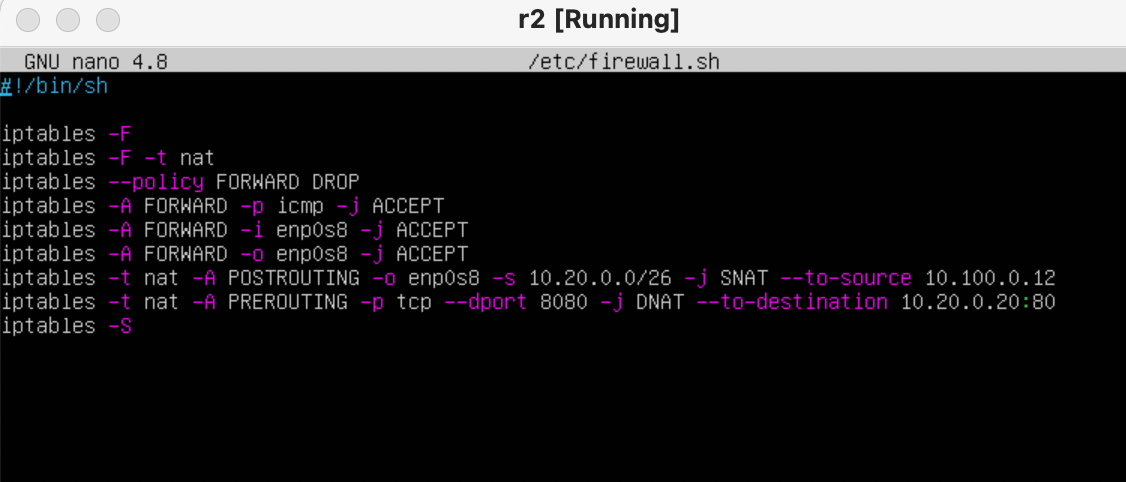 r2 [Running]
GNU nano 4.8 /etc/firewall.sh
#!/bin/sh
iptables -F
iptables -F -t nat
iptables --policy FORWARD DROP
iptables -A FORWARD -p icmp -j ACCEPT
iptables -A FORWARD -i enp0s8 -j ACCEPT
iptables -A FORWARD -o enp0s8 -j ACCEPT
iptables -t nat -A POSTROUTING -o enp0s8 -s 10.20.0.0/26 -j SNAT --to-source 10.100.0.12
iptables -t nat -A PREROUTING -p tcp --dport 8080 -j DNAT --to-destination 10.20.0.20:80
iptables -S